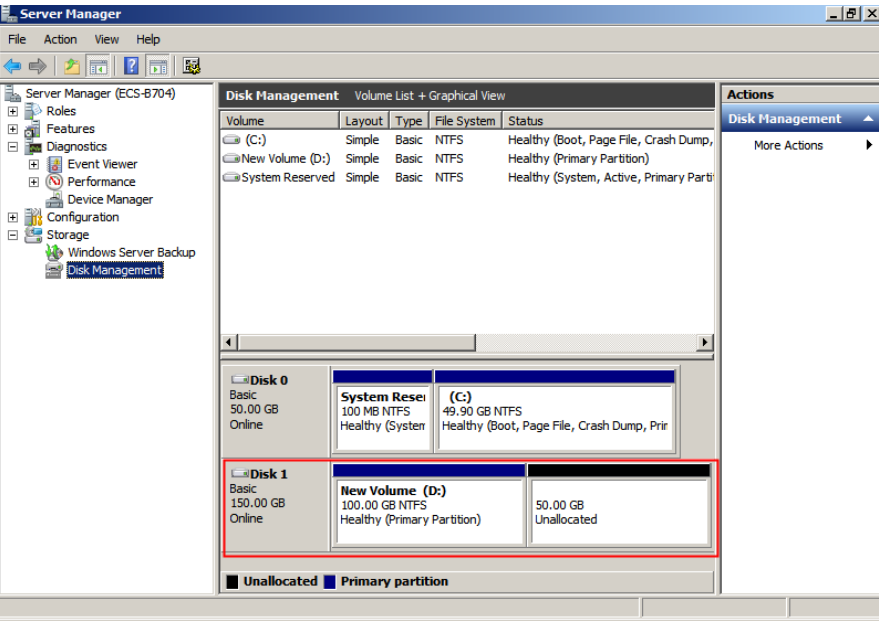 Server Manager
File Action View Help
Server Manager (ECS-B704)
Roles
Features
Diagnostics
Event Viewer
Performance
Device Manager
Configuration
Storage
Windows Server Backup
Disk Management
Disk Management Volume List + Graphical View
Volume Layout Type File System Status
(C:) Simple Basic NTFS Healthy (Boot, Page File, Crash Dump,
New Volume (D:) Simple Basic NTFS Healthy (Primary Partition)
System Reserved Simple Basic NTFS Healthy (System, Active, Primary Parti
Disk 0
Basic
50.00 GB
Online
System Reser
100 MB NTFS
Healthy (System
(C:)
49.90 GB NTFS
Healthy (Boot, Page File, Crash Dump, Prir
Disk 1
Basic
150.00 GB
Online
New Volume (D:)
100.00 GB NTFS
Healthy (Primary Partition)
50.00 GB
Unallocated
Unallocated Primary partition
Actions
Disk Management
More Actions